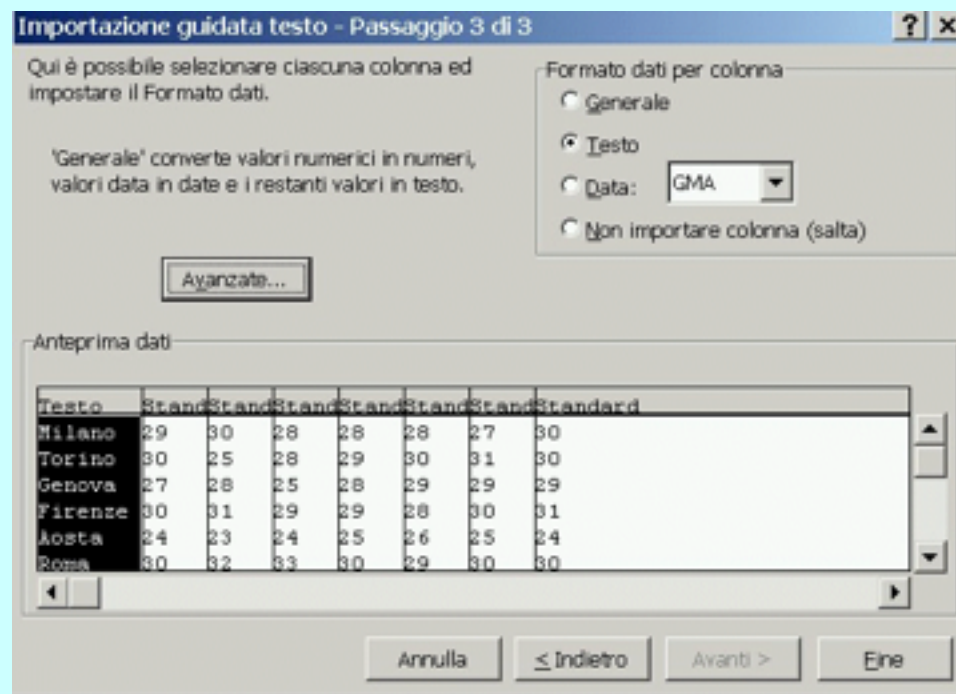 Importazione guidata testo - Passaggio 3 di 3
Qui è possibile selezionare ciascuna colonna ed
impostare il Formato dati.
'Generale' converte valori numerici in numeri,
valori data in date e i restanti valori in testo.
Avanzate...
Formato dati per colonna
Generale
Testo
Data: GMA
Non importare colonna (salta)
Anteprima dati
Testo Stand Stand Stand Stand Stand Stand Standard
Milano 29 30 28 28 28 27 30
Torino 30 25 28 29 30 31 30
Genova 27 28 25 28 29 29 29
Firenze 30 31 29 29 28 30 31
Aosta 24 23 24 25 26 25 24
Roma 30 32 33 30 29 30 30
Annulla < Indietro Avanti > Fine